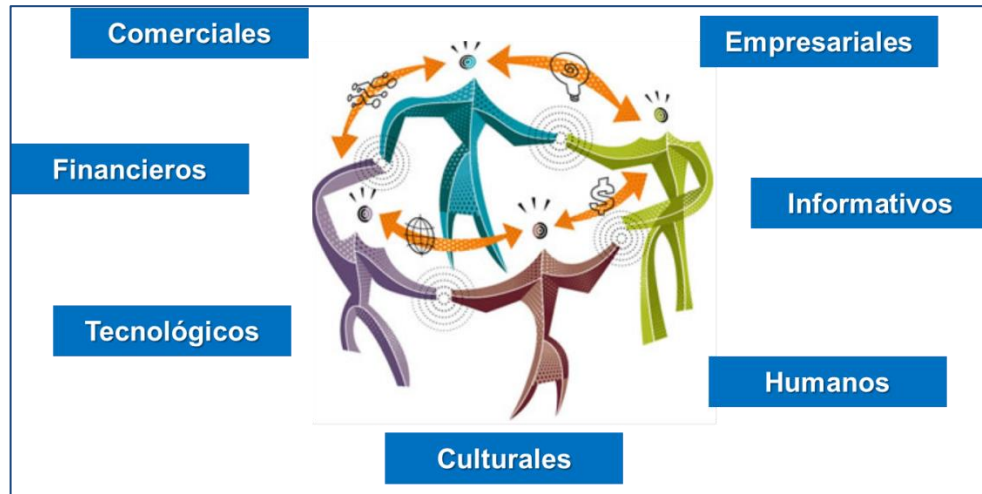 Comerciales
Empresariales
Financieros
Informativos
Tecnológicos
Humanos
Culturales